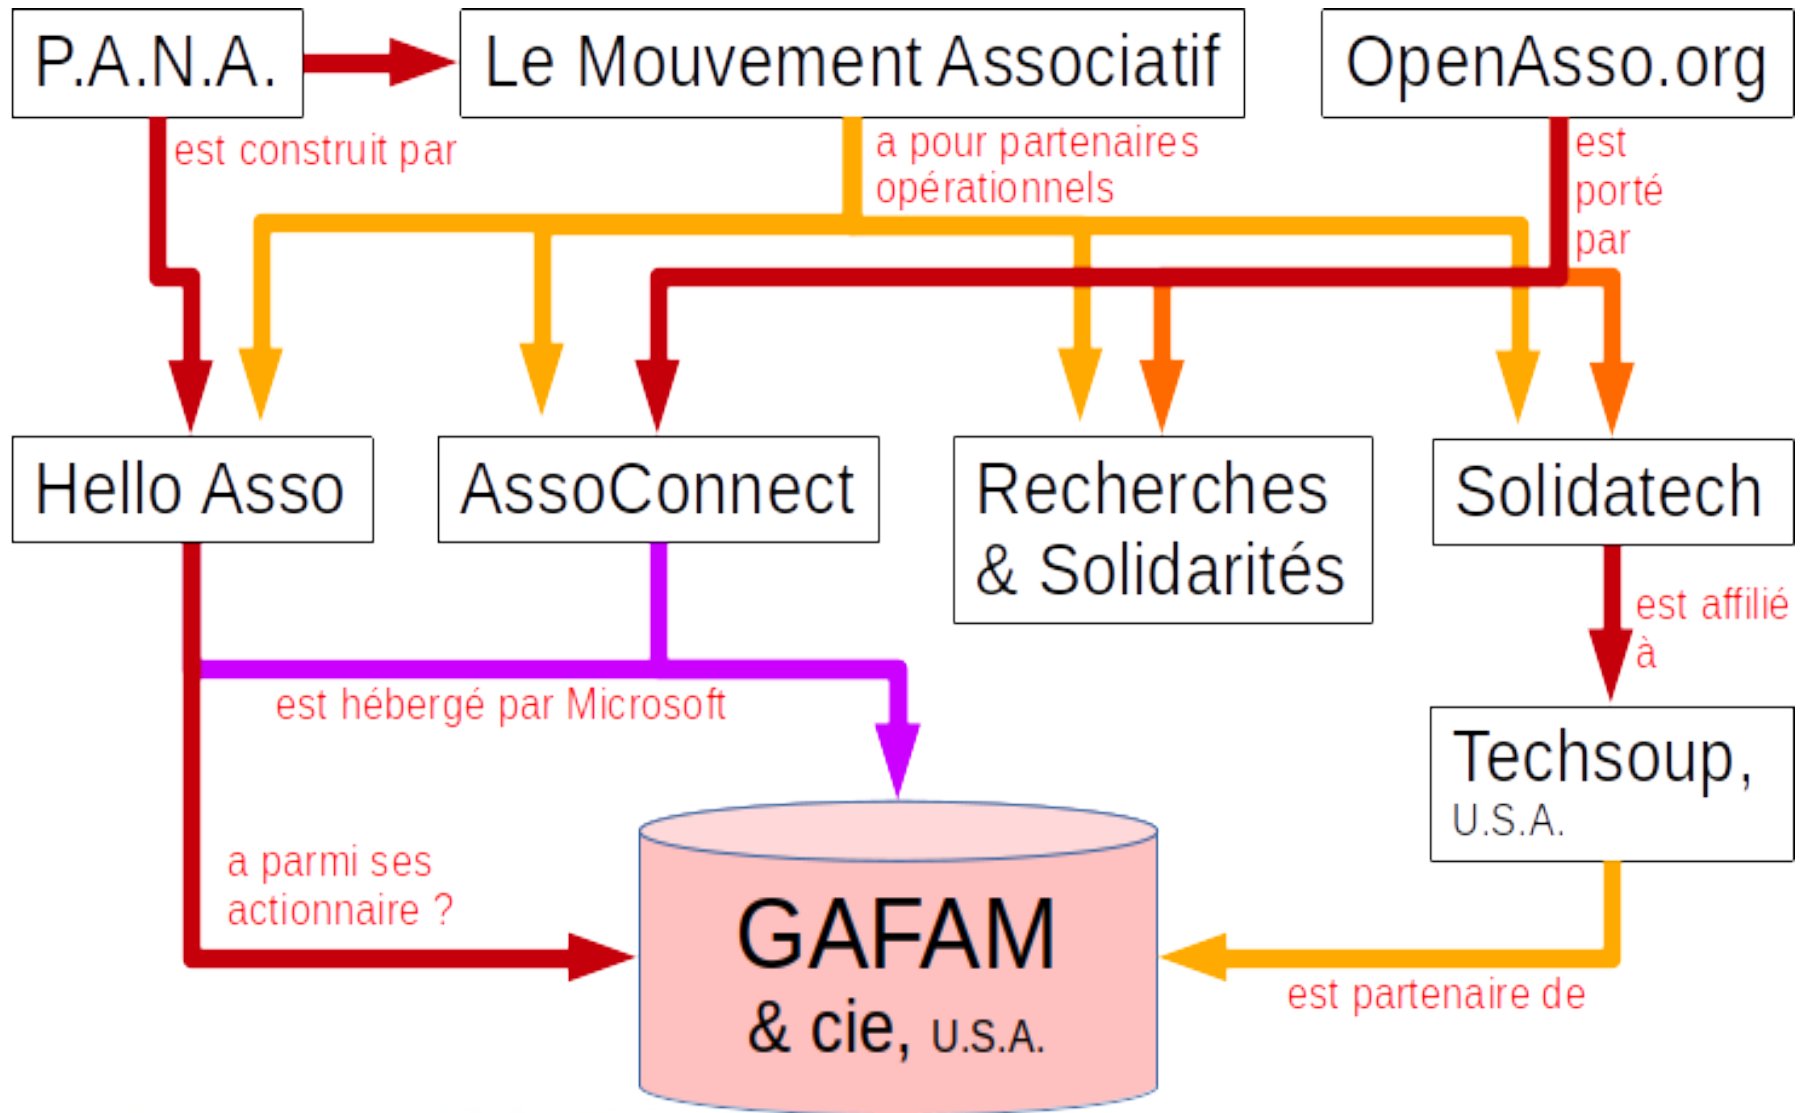 P.A.N.A.
Le Mouvement Associatif
OpenAsso.org
est construit par
a pour partenaires
opérationnels
est
porté
par
Hello Asso
AssoConnect
Recherches
& Solidarités
Solidatech
est affilié
à
est hébergé par Microsoft
Techsoup,
U.S.A.
a parmi ses
actionnaire ?
GAFAM
& cie, U.S.A.
est partenaire de